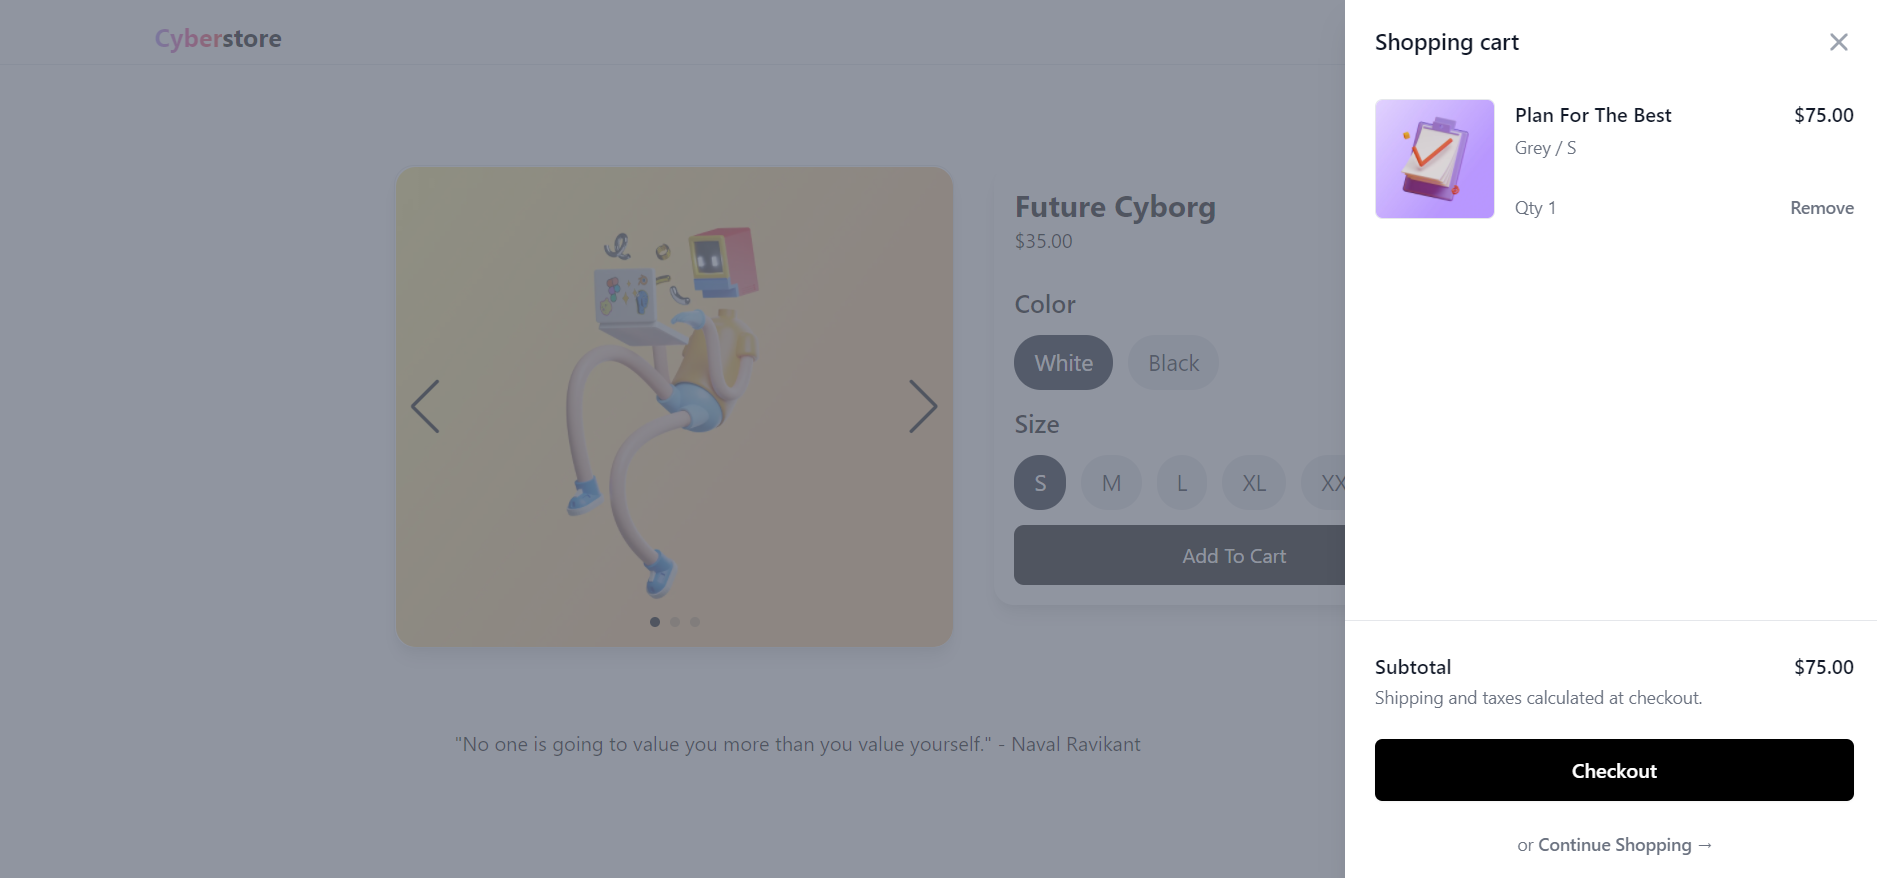 Cyberstore
Future Cyborg
$35.00
Color
White Black
Size
S M L XL XX
Add To Cart
"No one is going to value you more than you value yourself." - Naval Ravikant
Shopping cart
Plan For The Best $75.00
Grey / S
Qty 1 Remove
Subtotal $75.00
Shipping and taxes calculated at checkout.
Checkout
or Continue Shopping →